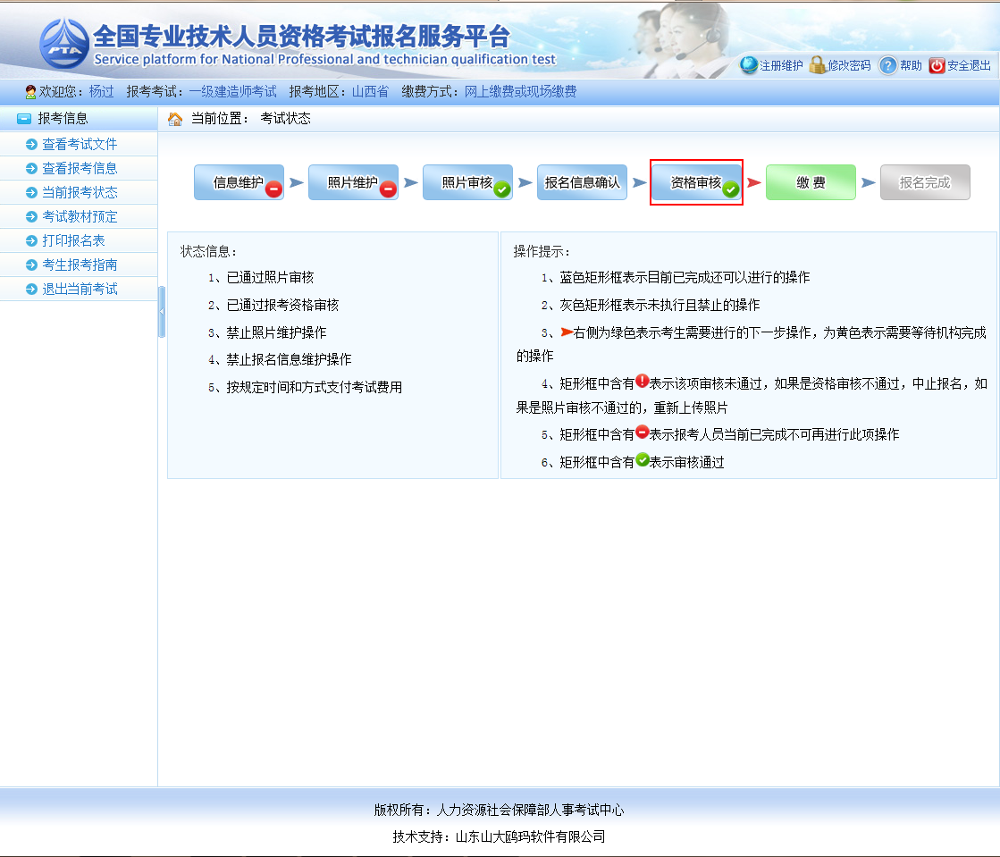 全国专业技术人员资格考试报名服务平台
Service platform for National Professional and technician qualification test
注册维护 修改密码 帮助 安全退出
欢迎您：杨过 报考考试：一级建造师考试 报考地区：山西省 缴费方式：网上缴费或现场缴费
报考信息
查看考试文件
查看报考信息
当前报考状态
考试教材预定
打印报名表
考生报考指南
退出当前考试
当前位置： 考试状态
信息维护 照片维护 照片审核 报名信息确认 资格审核 缴 费 报名完成
状态信息：
1、已通过照片审核
2、已通过报考资格审核
3、禁止照片维护操作
4、禁止报名信息维护操作
5、按规定时间和方式支付考试费用
操作提示：
1、蓝色矩形框表示目前已完成还可以进行的操作
2、灰色矩形框表示未执行且禁止的操作
3、右侧为绿色表示考生需要进行的下一步操作，为黄色表示需要等待机构完成
的操作
4、矩形框中含有表示该项审核未通过，如果是资格审核不通过，中止报名，如
果是照片审核不通过的，重新上传照片
5、矩形框中含有表示报考人员当前已完成不可再进行此项操作
6、矩形框中含有表示审核通过
版权所有：人力资源社会保障部人事考试中心
技术支持：山东山大鸥玛软件有限公司